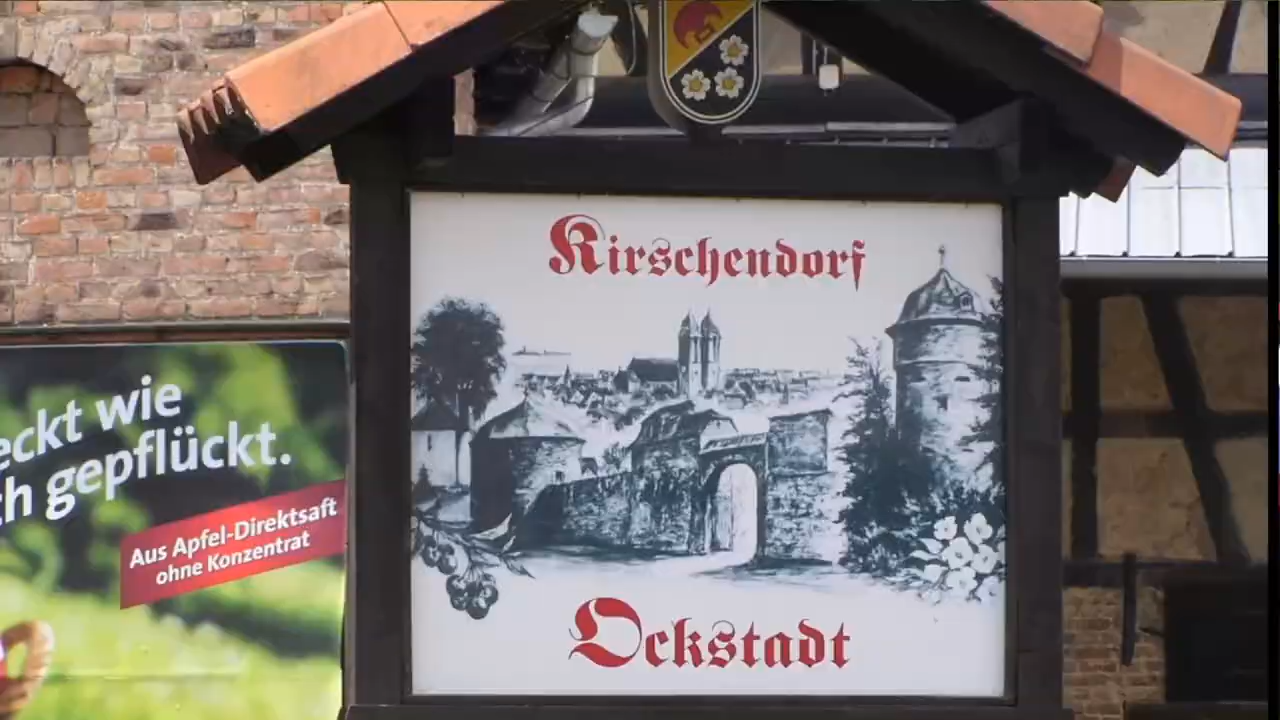 Kirschendorf
Ockstadt
eckt wie
h gepflückt.
Aus Apfel-Direktsaft
ohne Konzentrat